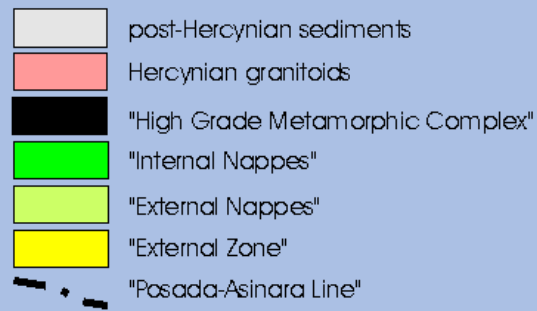 post-Hercynian sediments
Hercynian granitoids
"High Grade Metamorphic Complex"
"Internal Nappes"
"External Nappes"
"External Zone"
"Posada-Asinara Line"